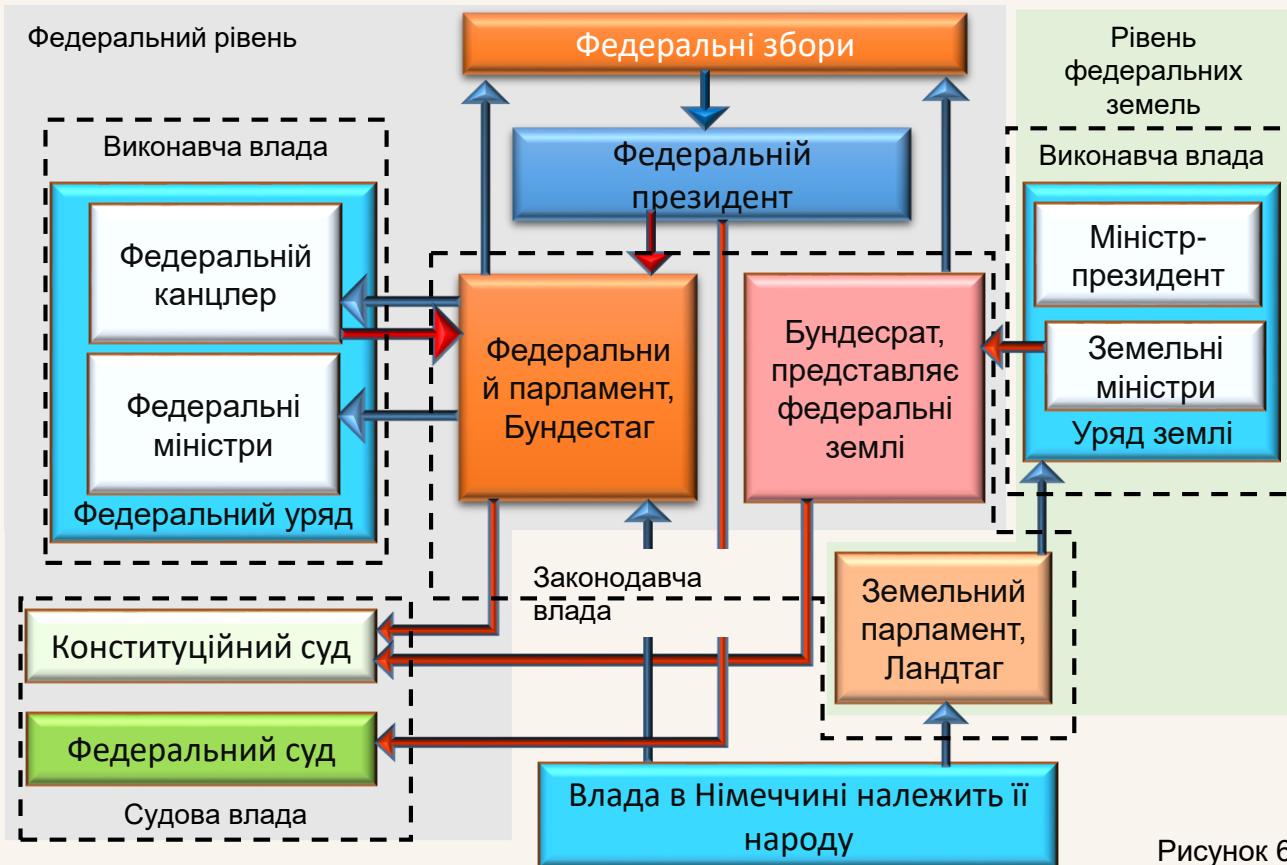 Федеральний рівень
Федеральні збори
Рівень
федеральних
земель
Федеральній
президент
Виконавча влада
Федеральній
канцлер
Федеральні
міністри
Федеральний уряд
Федеральни
й парламент,
Бундестаг
Бундесрат,
представляє
федеральні
землі
Виконавча влада
Міністр-
президент
Земельні
міністри
Уряд землі
Законодавча
влада
Земельний
парламент,
Ландтаг
Конституційний суд
Федеральний суд
Судова влада
Влада в Німеччині належить її
народу
Рисунок 6